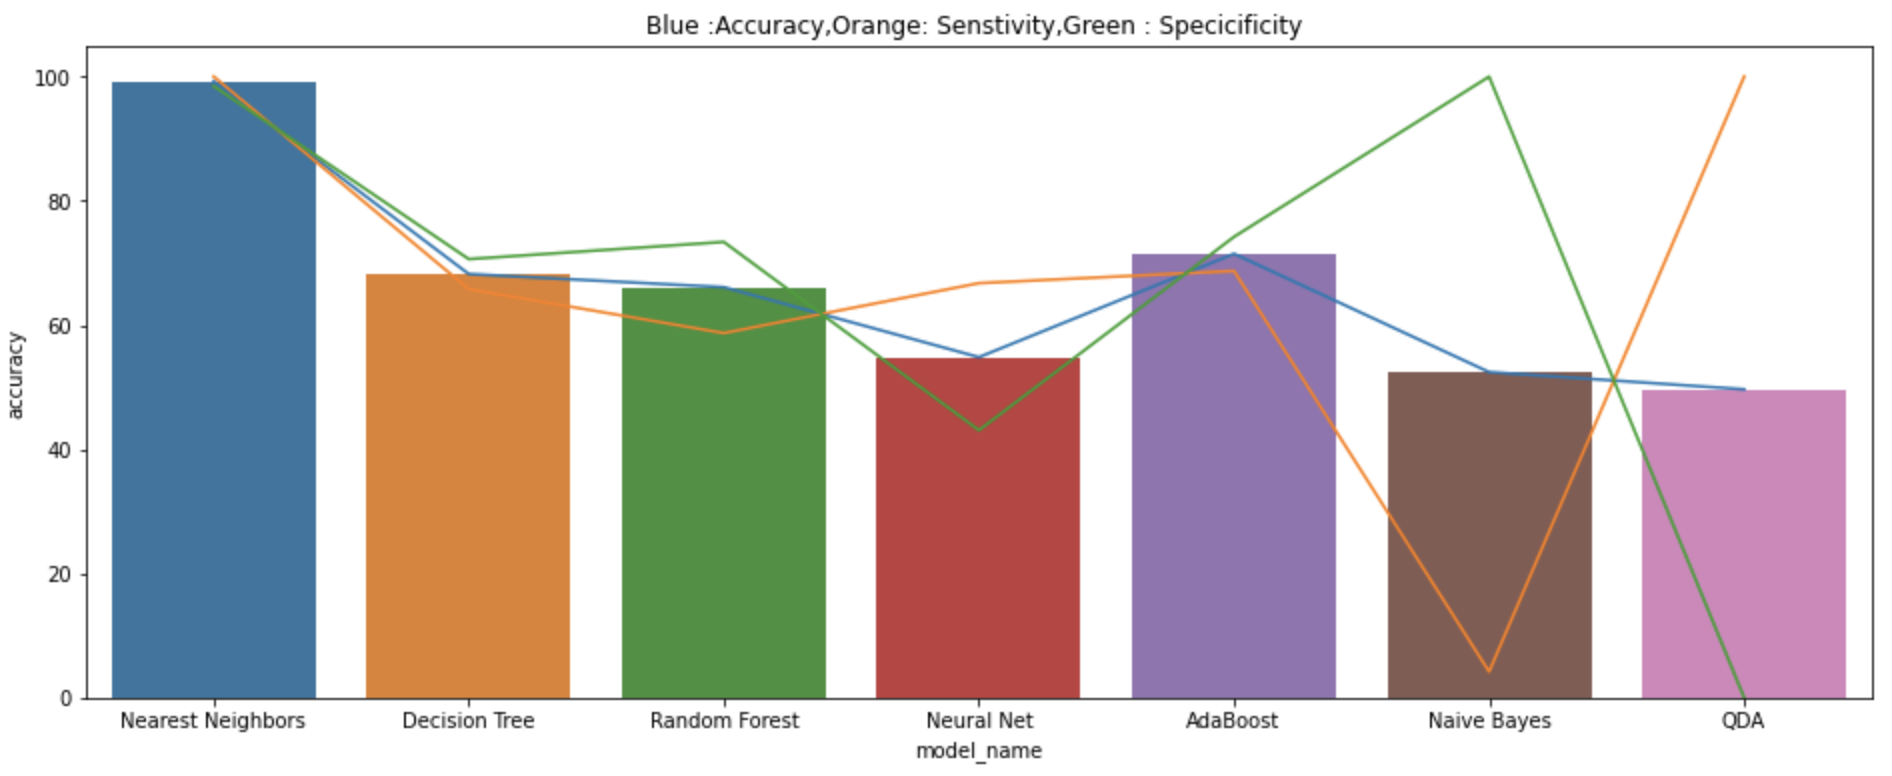 Blue :Accuracy,Orange: Senstivity,Green : Specicificity
100
80
60
40
20
0
accuracy
Nearest Neighbors Decision Tree Random Forest Neural Net AdaBoost Naive Bayes QDA
model_name